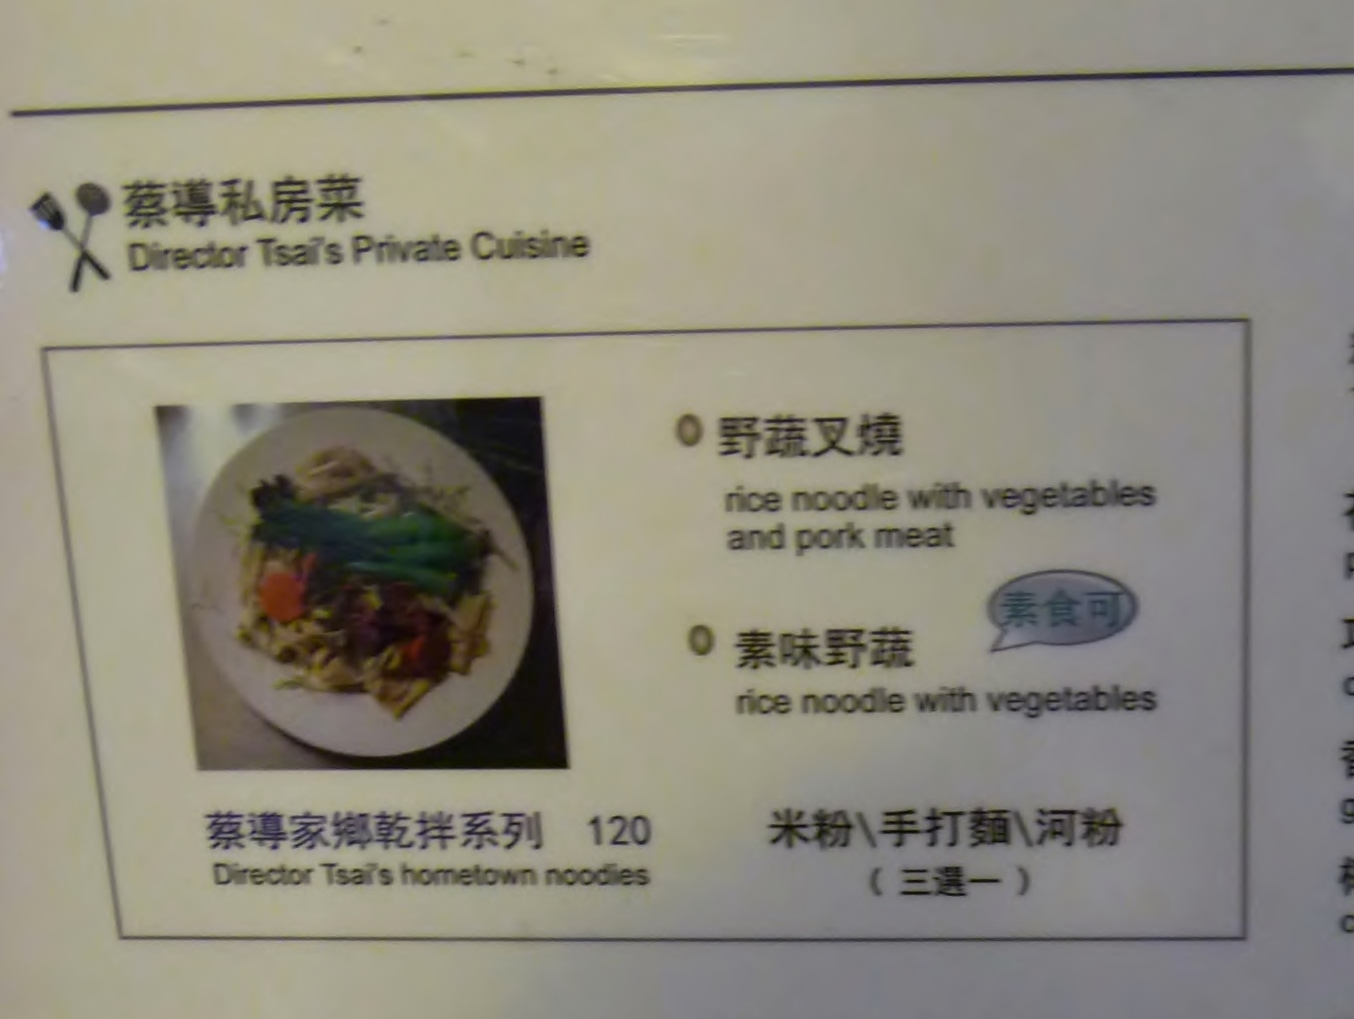 蔡導私房菜
Director Tsai's Private Cuisine
野蔬叉燒
rice noodle with vegetables
and pork meat
素食可
素味野蔬
rice noodle with vegetables
蔡導家鄉乾拌系列 120
Director Tsai's hometown noodles
米粉\手打麵\河粉
( 三選一 )